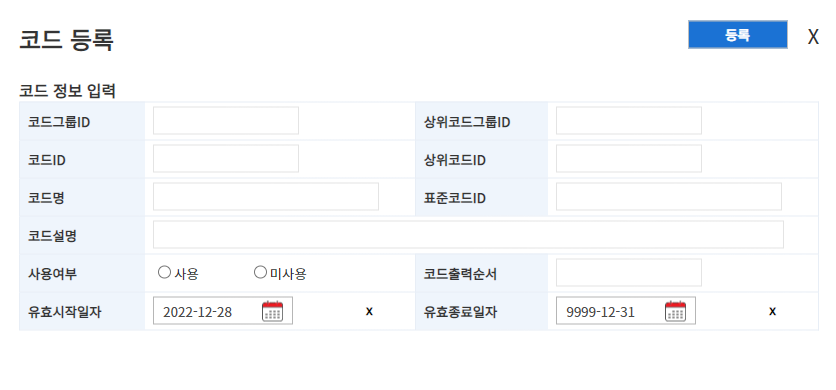 코드 등록 등록 X
코드 정보 입력
코드그룹ID 상위코드그룹ID
코드ID 상위코드ID
코드명 표준코드ID
코드설명
사용여부 사용 미사용 코드출력순서
유효시작일자 2022-12-28 x 유효종료일자 9999-12-31 x